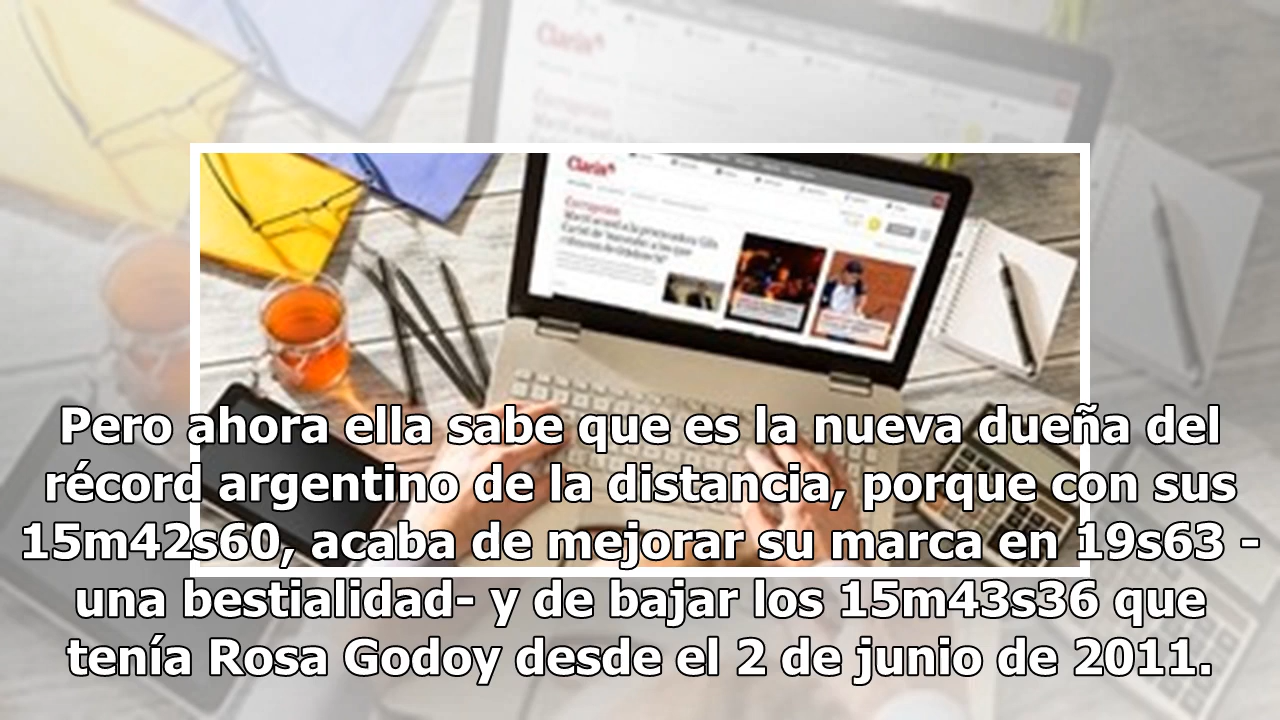 Clarín
Clarín
Pero ahora ella sabe que es la nueva dueña del
récord argentino de la distancia, porque con sus
15m42s60, acaba de mejorar su marca en 19s63 -
una bestialidad- y de bajar los 15m43s36 que
tenía Rosa Godoy desde el 2 de junio de 2011.